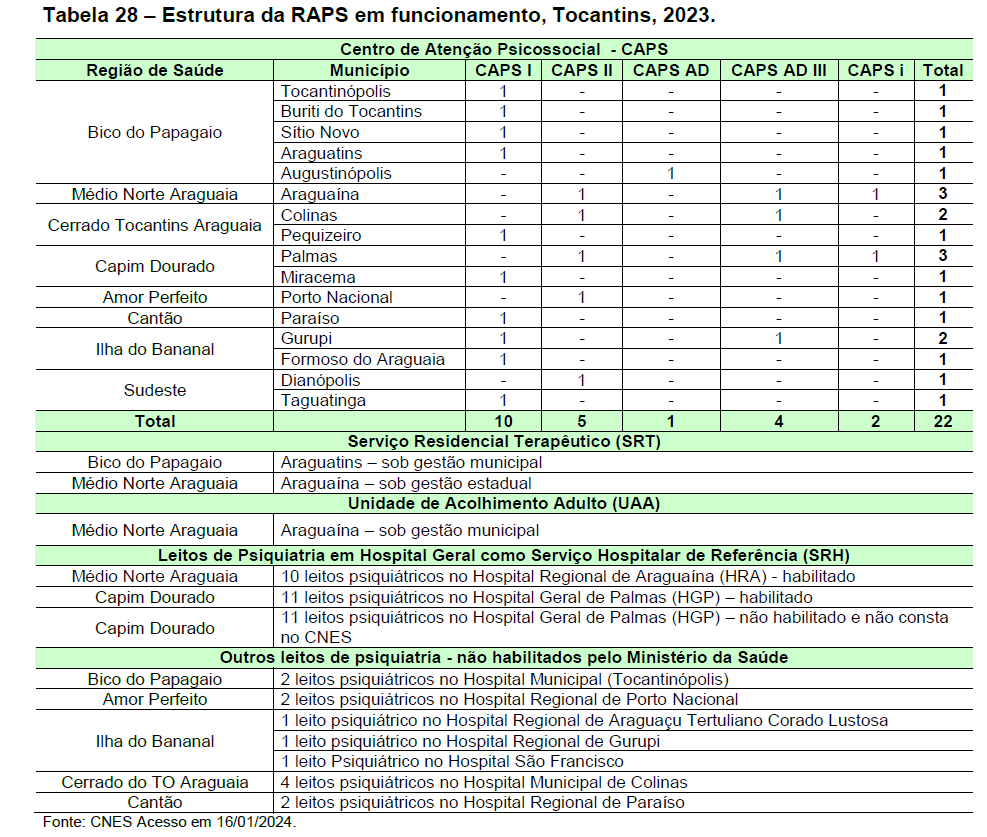 Tabela 28 – Estrutura da RAPS em funcionamento, Tocantins, 2023.
Centro de Atenção Psicossocial - CAPS
Região de Saúde Município CAPS I CAPS II CAPS AD CAPS AD III CAPS i Total
Bico do Papagaio
Tocantinópolis 1 - - - - 1
Buriti do Tocantins 1 - - - - 1
Sítio Novo 1 - - - - 1
Araguatins 1 - - - - 1
Augustinópolis - - 1 - - 1
Médio Norte Araguaia Araguaína - 1 - 1 1 3
Cerrado Tocantins Araguaia
Colinas - 1 - 1 - 2
Pequizeiro 1 - - - - 1
Capim Dourado
Palmas - 1 - 1 1 3
Miracema 1 - - - - 1
Amor Perfeito Porto Nacional - 1 - - - 1
Cantão Paraíso 1 - - - - 1
Ilha do Bananal
Gurupi 1 - - 1 - 2
Formoso do Araguaia 1 - - - - 1
Sudeste
Dianópolis - 1 - - - 1
Taguatinga 1 - - - - 1
Total 10 5 1 4 2 22
Serviço Residencial Terapêutico (SRT)
Bico do Papagaio Araguatins – sob gestão municipal
Médio Norte Araguaia Araguaína – sob gestão estadual
Unidade de Acolhimento Adulto (UAA)
Médio Norte Araguaia Araguaína – sob gestão municipal
Leitos de Psiquiatria em Hospital Geral como Serviço Hospitalar de Referência (SRH)
Médio Norte Araguaia 10 leitos psiquiátricos no Hospital Regional de Araguaína (HRA) - habilitado
Capim Dourado 11 leitos psiquiátricos no Hospital Geral de Palmas (HGP) – habilitado
Capim Dourado 11 leitos psiquiátricos no Hospital Geral de Palmas (HGP) – não habilitado e não consta
no CNES
Outros leitos de psiquiatria - não habilitados pelo Ministério da Saúde
Bico do Papagaio 2 leitos psiquiátricos no Hospital Municipal (Tocantinópolis)
Amor Perfeito 2 leitos psiquiátricos no Hospital Regional de Porto Nacional
Ilha do Bananal
1 leito psiquiátrico no Hospital Regional de Araguaçu Tertuliano Corado Lustosa
1 leito psiquiátrico no Hospital Regional de Gurupi
1 leito Psiquiátrico no Hospital São Francisco
Cerrado do TO Araguaia 4 leitos psiquiátricos no Hospital Municipal de Colinas
Cantão 2 leitos psiquiátricos no Hospital Regional de Paraíso
Fonte: CNES Acesso em 16/01/2024.